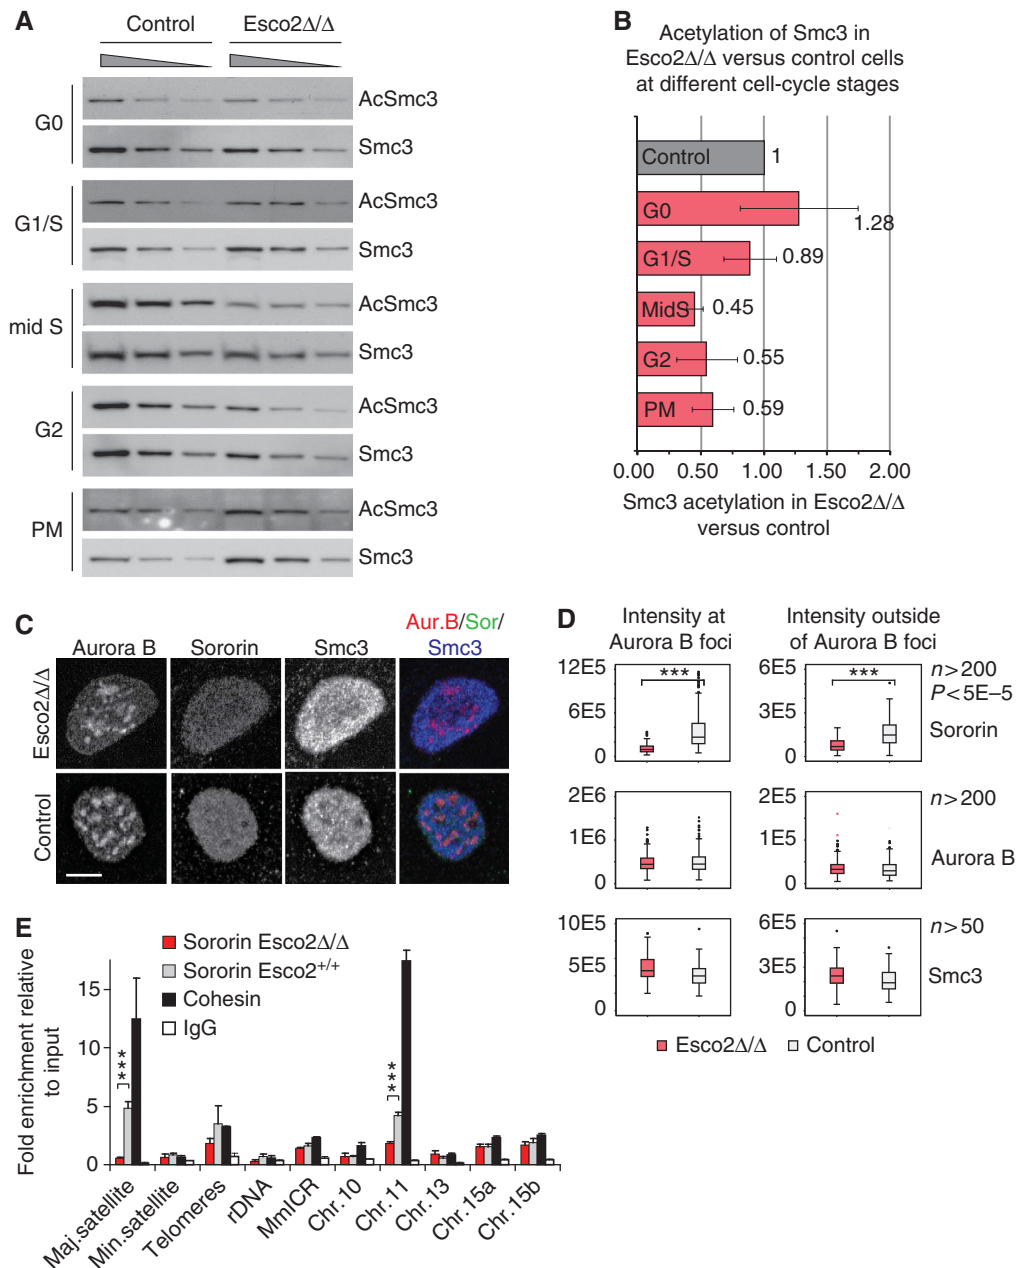 A
Control
Esco2Δ/Δ
G0
AcSmc3
Smc3
G1/S
AcSmc3
Smc3
mid S
AcSmc3
Smc3
G2
AcSmc3
Smc3
PM
AcSmc3
Smc3
B
Acetylation of Smc3 in
Esco2Δ/Δ versus control cells
at different cell-cycle stages
Control
1
G0
1.28
G1/S
0.89
MidS
0.45
G2
0.55
PM
0.59
0.00 0.50 1.00 1.50 2.00
Smc3 acetylation in Esco2Δ/Δ
versus control
C
Aurora B
Sororin
Smc3
Aur.B/Sor/
Smc3
Esco2Δ/Δ
Control
D
Intensity at
Aurora B foci
Intensity outside
of Aurora B foci
12E5
6E5
0
***
6E5
3E5
0
***
n>200
P<5E–5
Sororin
2E6
1E6
0
2E5
1E5
0
n>200
Aurora B
10E5
5E5
0
6E5
3E5
0
n>50
Smc3
Esco2Δ/Δ
Control
E
Sororin Esco2Δ/Δ
Sororin Esco2+/+
Cohesin
IgG
Fold enrichment relative
to input
15
10
5
0
***
***
Maj.satellite
Min.satellite
Telomeres
rDNA
MmICR
Chr.10
Chr.11
Chr.13
Chr.15a
Chr.15b